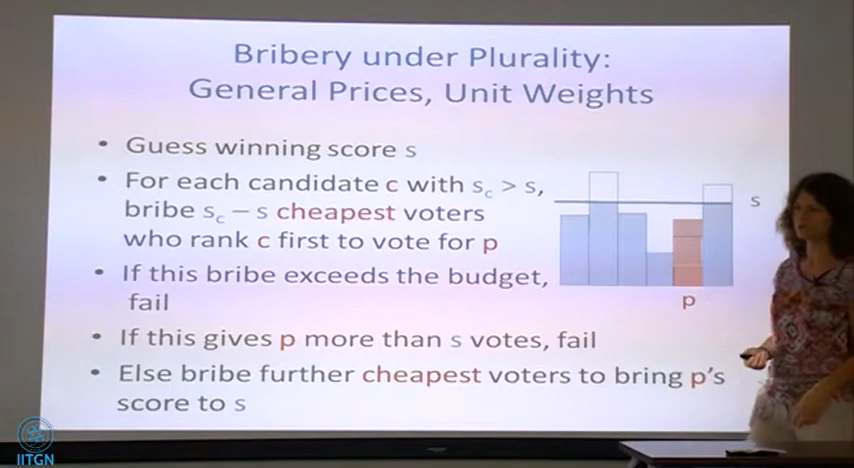 Bribery under Plurality:
General Prices, Unit Weights
• Guess winning score s
• For each candidate c with sc > s,
bribe sc – s cheapest voters
who rank c first to vote for p
• If this bribe exceeds the budget,
fail
• If this gives p more than s votes, fail
• Else bribe further cheapest voters to bring p's
score to s
s
p
IITGN